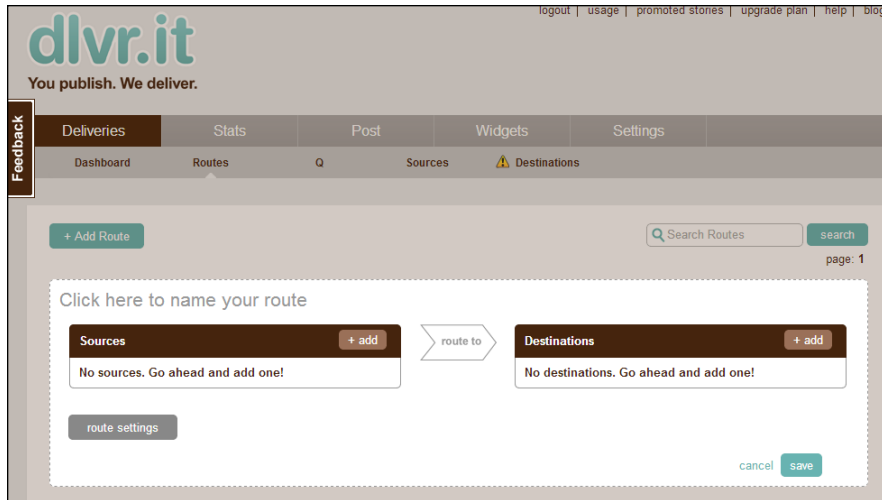 logout | usage | promoted stories | upgrade plan | help | blog
dlvr.it
You publish. We deliver.
Feedback
Deliveries Stats Post Widgets Settings
Dashboard Routes Q Sources Destinations
+ Add Route Search Routes search
page: 1
Click here to name your route
Sources + add route to Destinations + add
No sources. Go ahead and add one! No destinations. Go ahead and add one!
route settings
cancel save